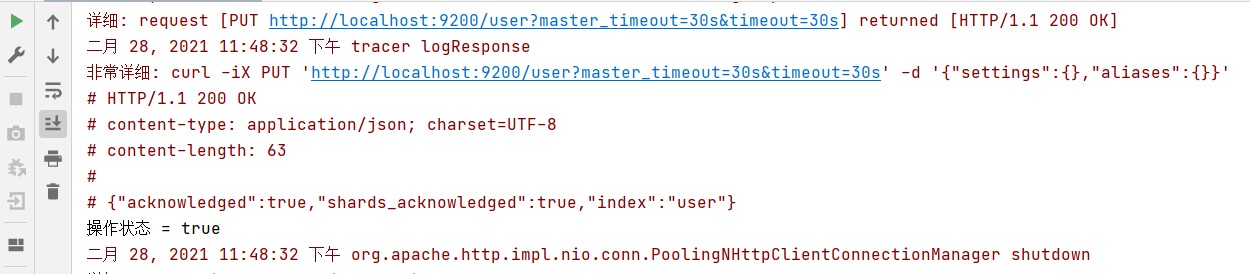 详细: request [PUT http://localhost:9200/user?master_timeout=30s&timeout=30s] returned [HTTP/1.1 200 OK]
二月 28, 2021 11:48:32 下午 tracer logResponse
非常详细: curl -iX PUT 'http://localhost:9200/user?master_timeout=30s&timeout=30s' -d '{"settings":{},"aliases":{}}'
# HTTP/1.1 200 OK
# content-type: application/json; charset=UTF-8
# content-length: 63
#
# {"acknowledged":true,"shards_acknowledged":true,"index":"user"}
操作状态 = true
二月 28, 2021 11:48:32 下午 org.apache.http.impl.nio.conn.PoolingNHttpClientConnectionManager shutdown